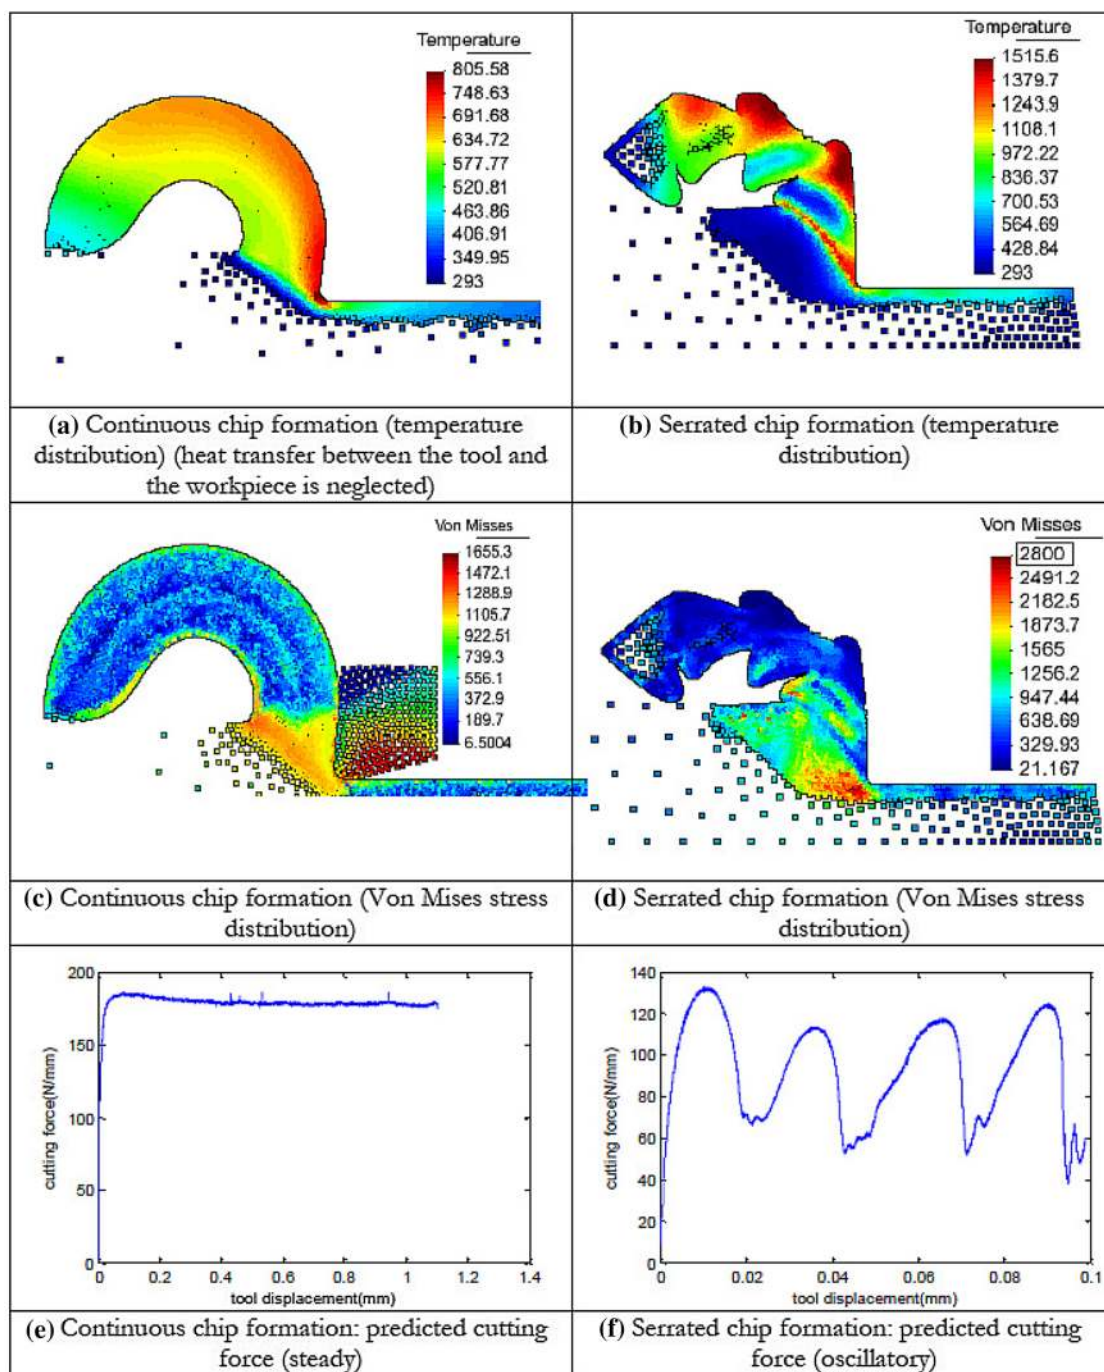 Temperature
805.58
748.63
691.68
634.72
577.77
520.81
463.86
406.91
349.95
293
(a) Continuous chip formation (temperature
distribution) (heat transfer between the tool and
the workpiece is neglected)
Temperature
1515.6
1379.7
1243.9
1108.1
972.22
836.37
700.53
564.69
428.84
293
(b) Serrated chip formation (temperature
distribution)
Von Misses
1655.3
1472.1
1288.9
1105.7
922.51
739.3
556.1
372.9
189.7
6.5004
(c) Continuous chip formation (Von Mises stress
distribution)
Von Misses
2800
2491.2
2182.5
1873.7
1565
1256.2
947.44
638.69
329.93
21.167
(d) Serrated chip formation (Von Mises stress
distribution)
200
150
100
50
0
cutting force(N/mm)
0 0.2 0.4 0.6 0.8 1 1.2 1.4
tool displacement(mm)
(e) Continuous chip formation: predicted cutting
force (steady)
140
120
100
80
60
40
20
0
cutting force(N/mm)
0 0.02 0.04 0.06 0.08 0.1
tool displacement(mm)
(f) Serrated chip formation: predicted cutting
force (oscillatory)